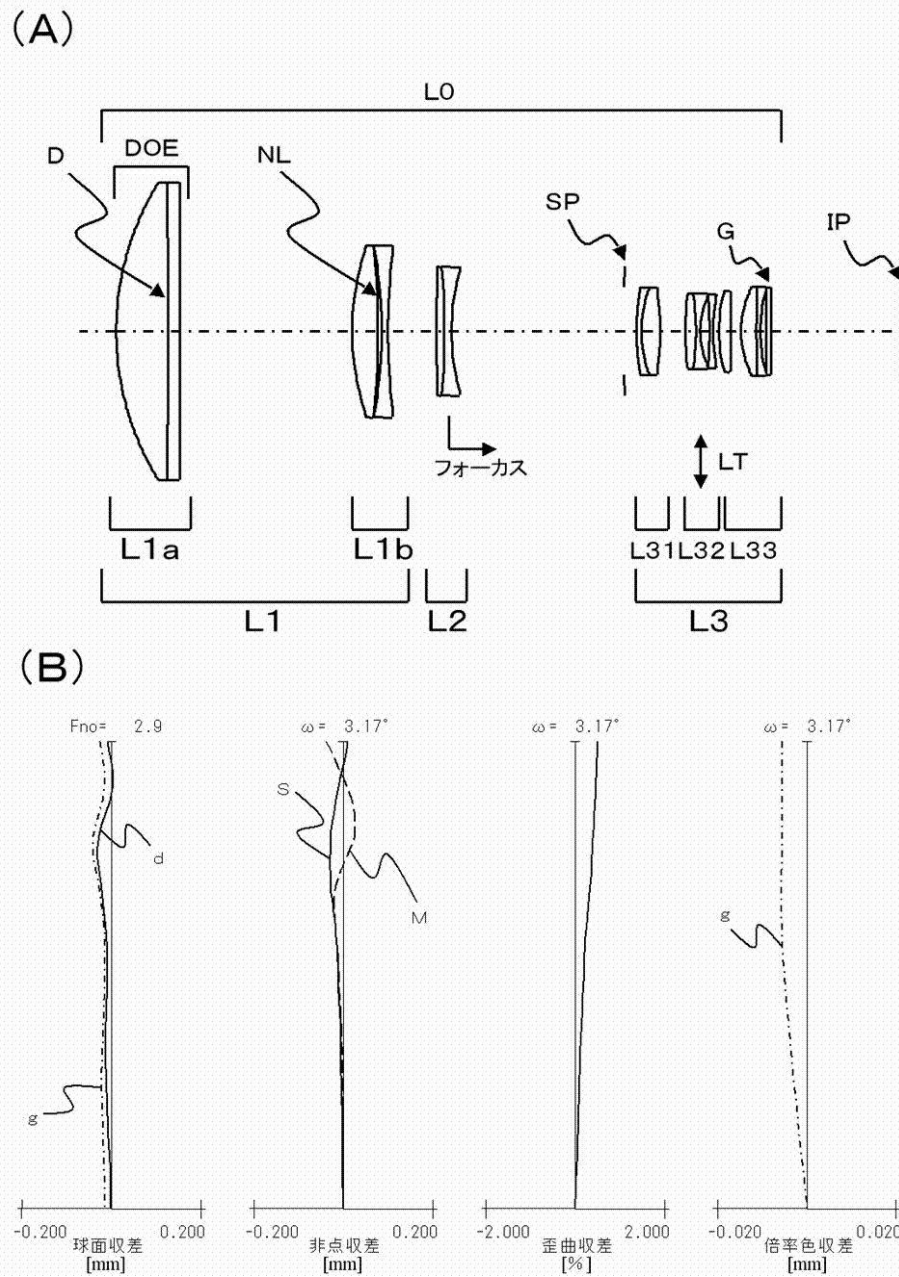 (A)
L0
DOE
D
NL
SP
G
IP
フォーカス
LT
L1a
L1b
L31
L32
L33
L1
L2
L3
(B)
Fno= 2.9
ω= 3.17°
ω= 3.17°
ω= 3.17°
S
d
M
g
g
-0.200 0.200
球面収差
[mm]
-0.200 0.200
非点収差
[mm]
-2.000 2.000
歪曲収差
[%]
-0.020 0.020
倍率色収差
[mm]